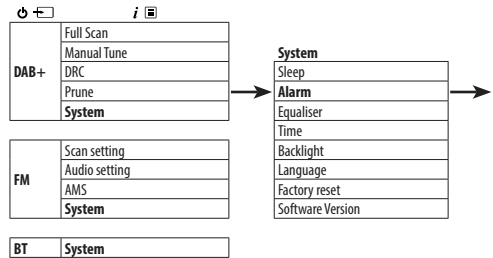 i
DAB+
Full Scan
Manual Tune
DRC
Prune
System
FM
Scan setting
Audio setting
AMS
System
BT
System
System
Sleep
Alarm
Equaliser
Time
Backlight
Language
Factory reset
Software Version